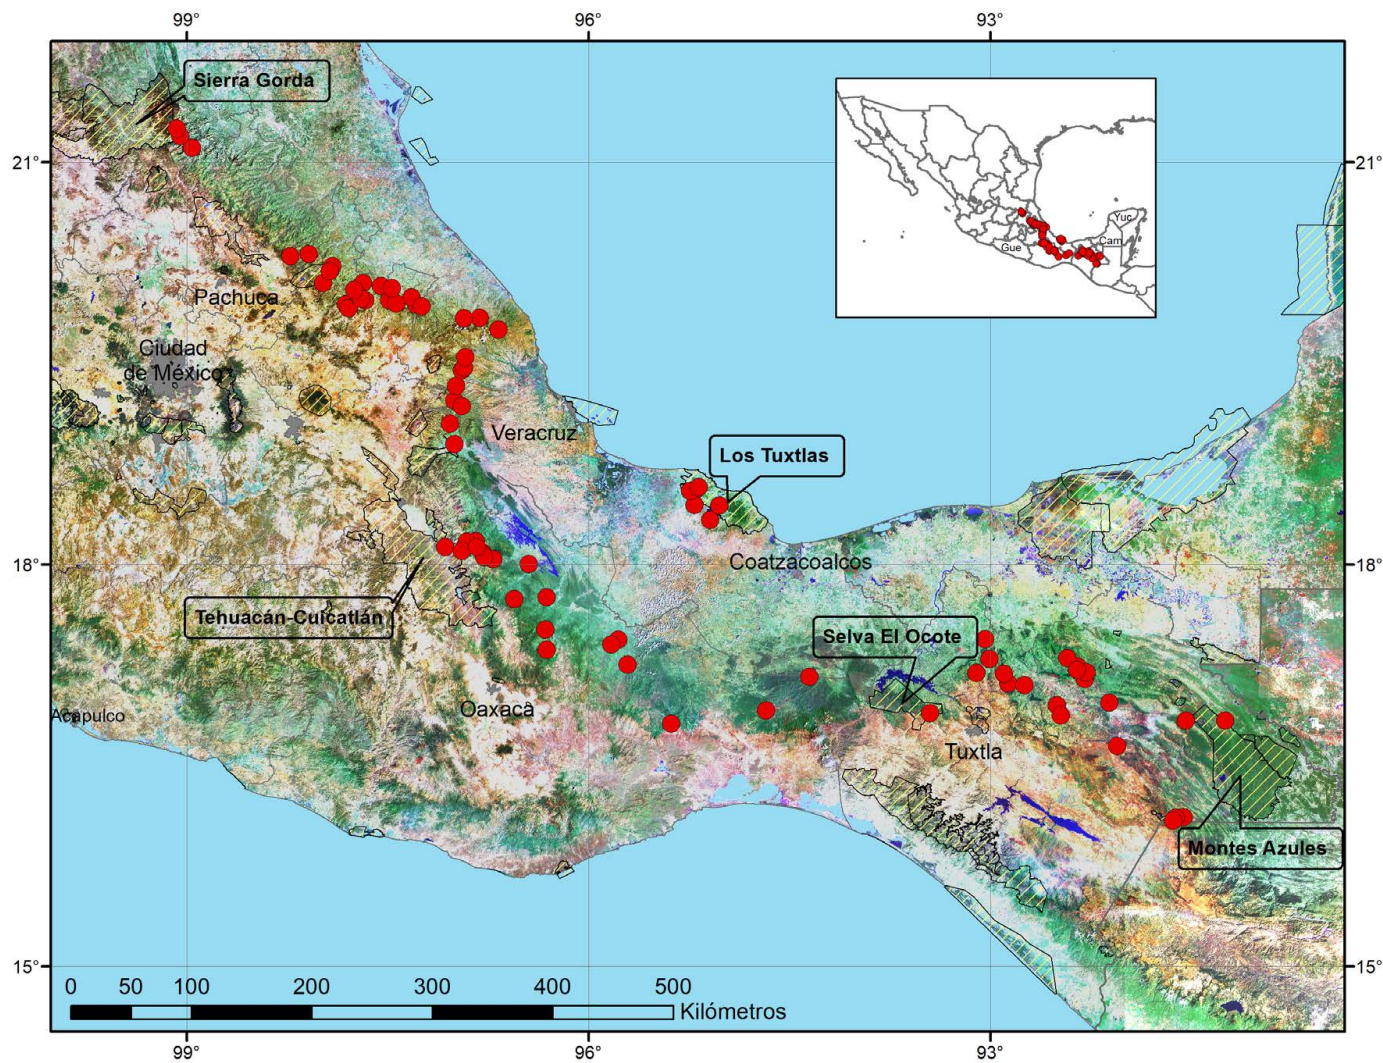 99°
96°
93°
Sierra Gorda
21°
21°
Yuc
Cam
Gue
Pachuca
Ciudad
de México
Veracruz
Los Tuxtlas
18°
18°
Coatzacoalcos
Tehuacán-Cuicatlán
Selva El Ocote
Oaxaca
Acapulco
Tuxtla
Montes Azules
15°
15°
0 50 100 200 300 400 500
Kilómetros
99°
96°
93°